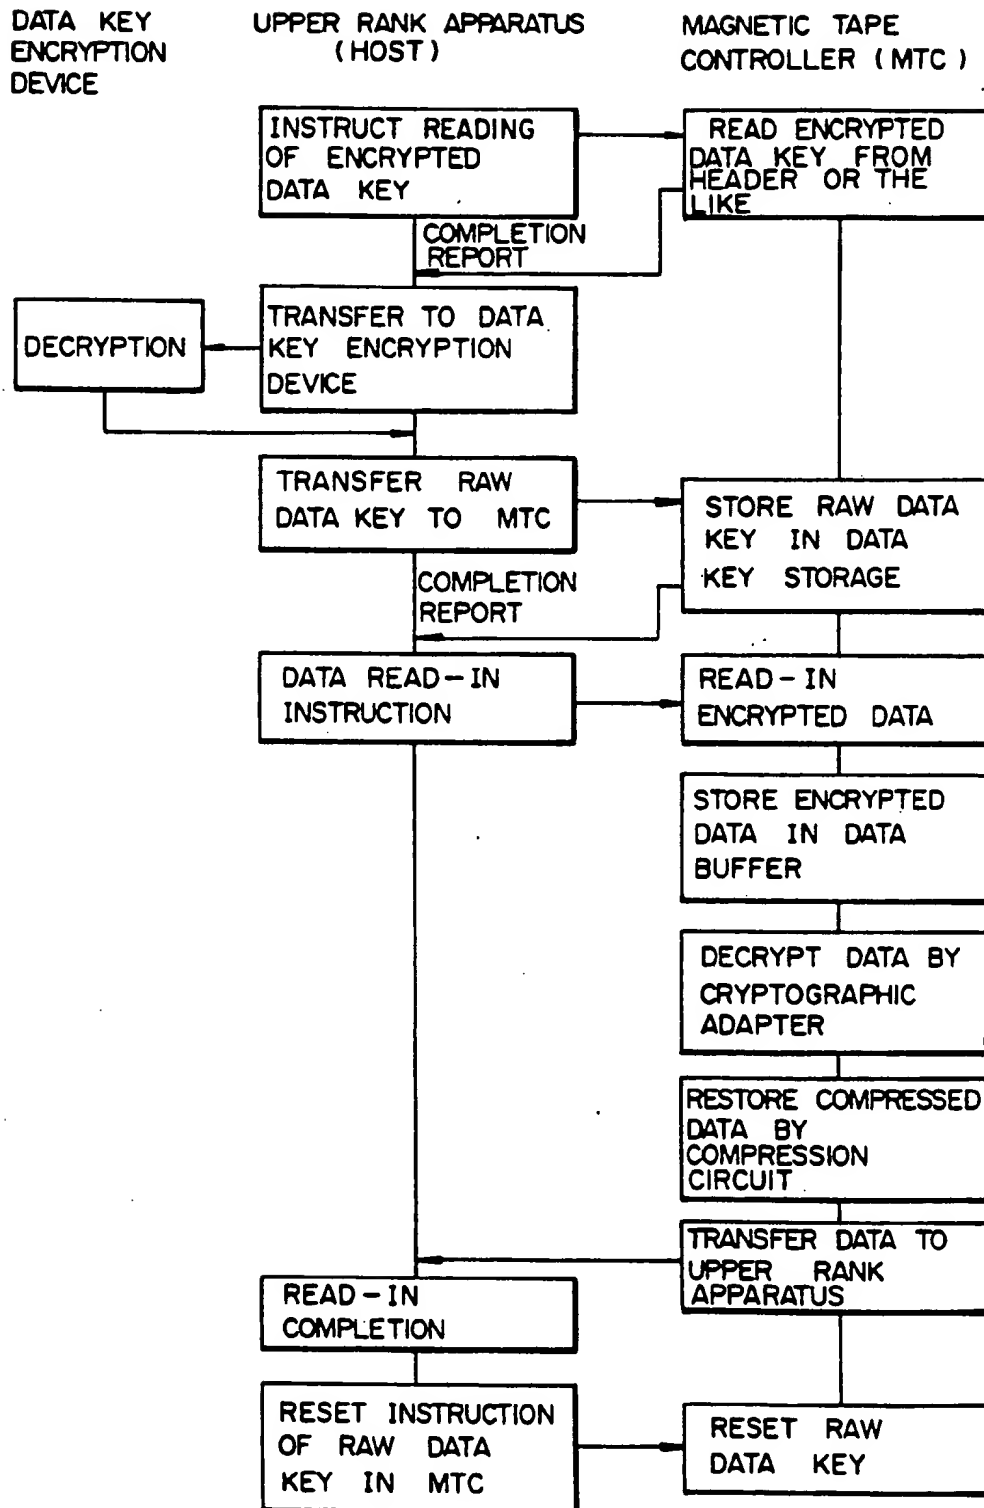 DATA KEY
ENCRYPTION
DEVICE
UPPER RANK APPARATUS
(HOST)
MAGNETIC TAPE
CONTROLLER (MTC)
INSTRUCT READING
OF ENCRYPTED
DATA KEY
READ ENCRYPTED
DATA KEY FROM
HEADER OR THE
LIKE
COMPLETION
REPORT
DECRYPTION
TRANSFER TO DATA
KEY ENCRYPTION
DEVICE
TRANSFER RAW
DATA KEY TO MTC
STORE RAW DATA
KEY IN DATA
KEY STORAGE
COMPLETION
REPORT
DATA READ-IN
INSTRUCTION
READ-IN
ENCRYPTED DATA
STORE ENCRYPTED
DATA IN DATA
BUFFER
DECRYPT DATA BY
CRYPTOGRAPHIC
ADAPTER
RESTORE COMPRESSED
DATA BY
COMPRESSION
CIRCUIT
TRANSFER DATA TO
UPPER RANK
APPARATUS
READ-IN
COMPLETION
RESET INSTRUCTION
OF RAW DATA
KEY IN MTC
RESET RAW
DATA KEY